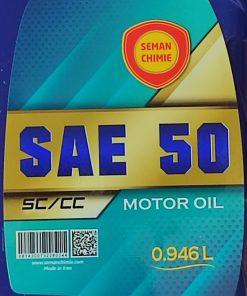 SEMAN
CHIMIE
SAE 50
SC/CC
MOTOR OIL
www.semanchimie.com
Made in Iran
0.946 L